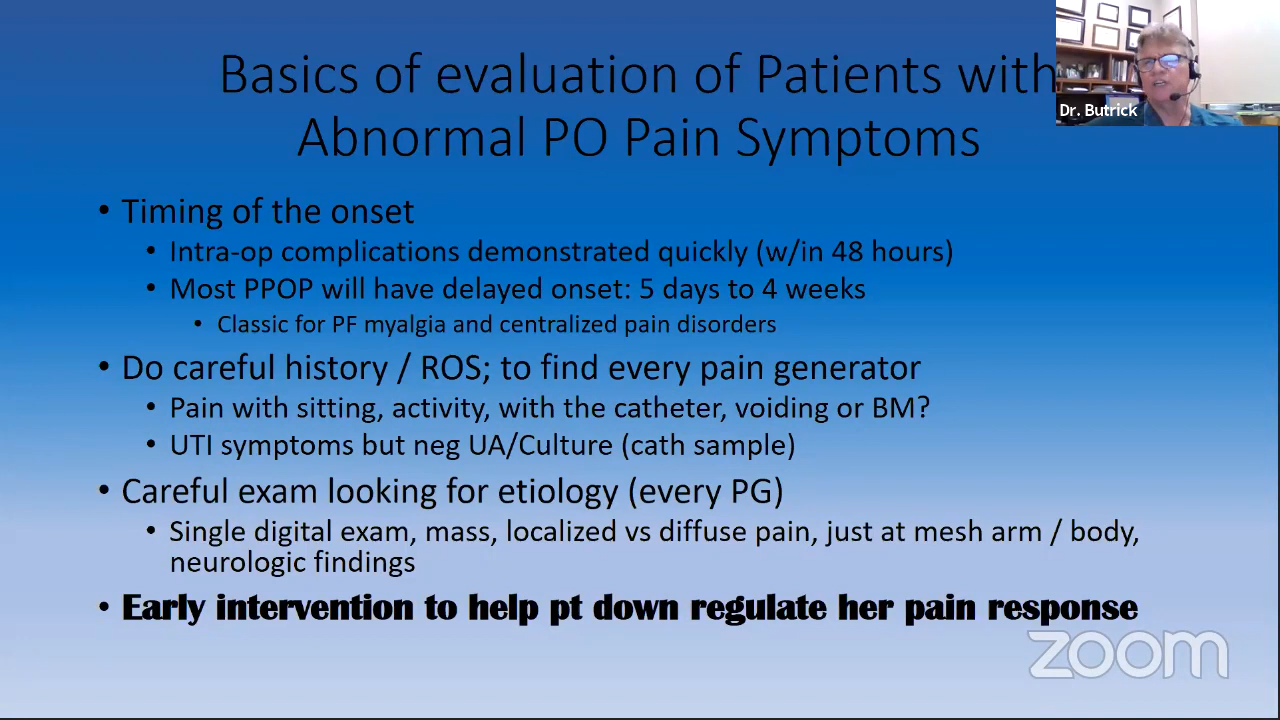 Basics of evaluation of Patients with
Abnormal PO Pain Symptoms
Dr. Butrick
• Timing of the onset
• Intra-op complications demonstrated quickly (w/in 48 hours)
• Most PPOP will have delayed onset: 5 days to 4 weeks
• Classic for PF myalgia and centralized pain disorders
• Do careful history / ROS; to find every pain generator
• Pain with sitting, activity, with the catheter, voiding or BM?
• UTI symptoms but neg UA/Culture (cath sample)
• Careful exam looking for etiology (every PG)
• Single digital exam, mass, localized vs diffuse pain, just at mesh arm / body,
neurologic findings
• Early intervention to help pt down regulate her pain response
zoom